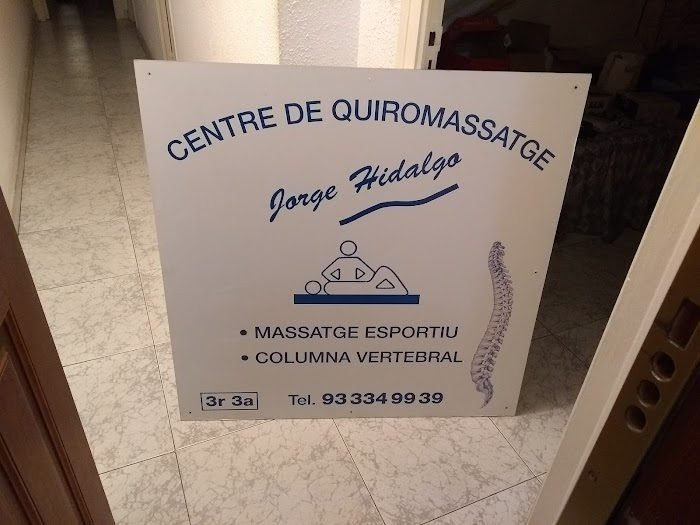 CENTRE DE QUIROMASSATGE
Jorge Hidalgo
• MASSATGE ESPORTIU
• COLUMNA VERTEBRAL
3r 3a Tel. 93 334 99 39